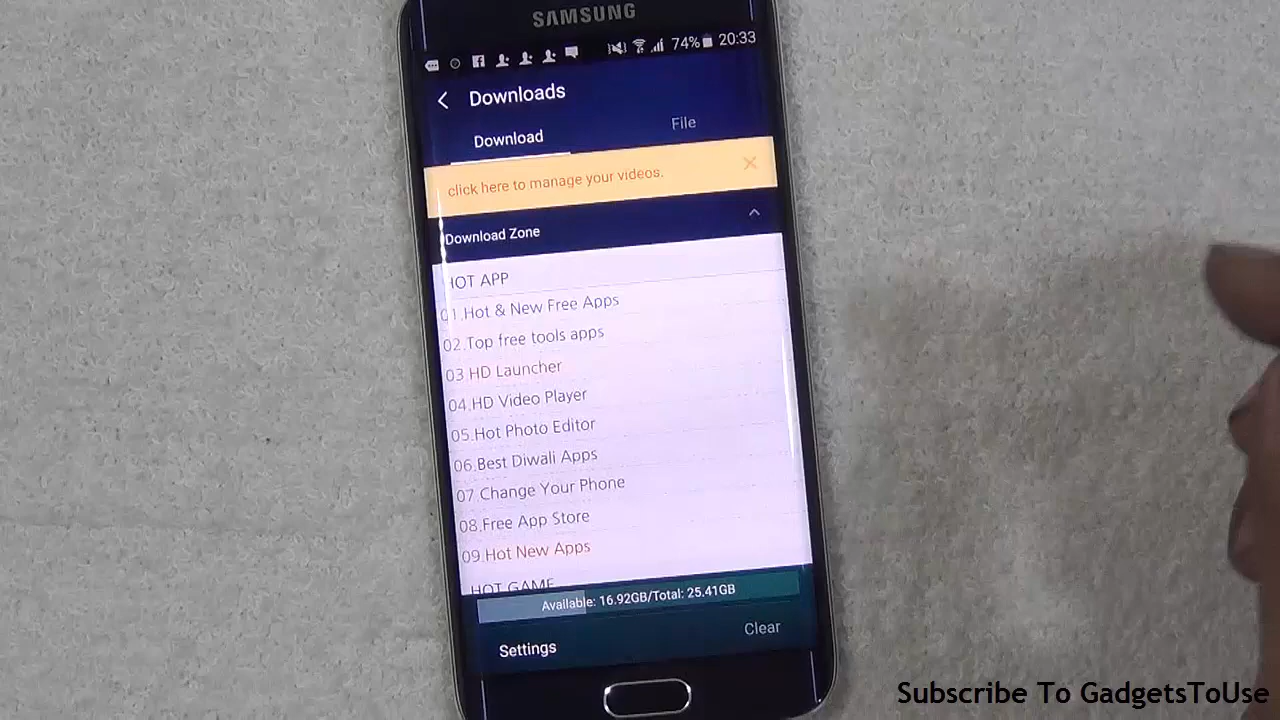 SAMSUNG
74% 20:33
Downloads
Download File
click here to manage your videos.
Download Zone
HOT APP
01.Hot & New Free Apps
02.Top free tools apps
03 HD Launcher
04.HD Video Player
05.Hot Photo Editor
06.Best Diwali Apps
07 Change Your Phone
08.Free App Store
09.Hot New Apps
HOT GAME
Available: 16.92GB/Total: 25.41GB
Settings Clear
Subscribe To GadgetsToUse